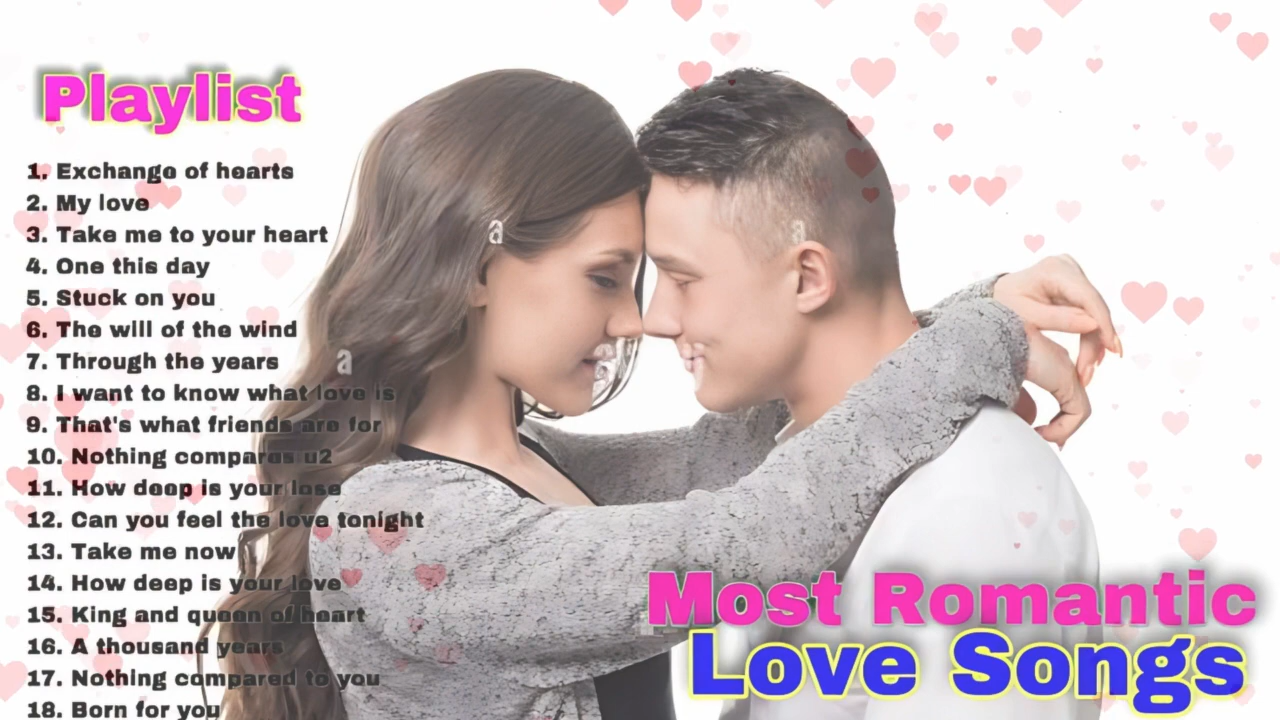 Playlist
1. Exchange of hearts
2. My love
3. Take me to your heart
4. One this day
5. Stuck on you
6. The will of the wind
7. Through the years
8. I want to know what love is
9. That's what friends are for
10. Nothing compares u2
11. How deep is your lose
12. Can you feel the love tonight
13. Take me now
14. How deep is your love
15. King and queen of heart
16. A thousand years
17. Nothing compared to you
18. Born for you
a
a
a
a
Most Romantic
Love Songs